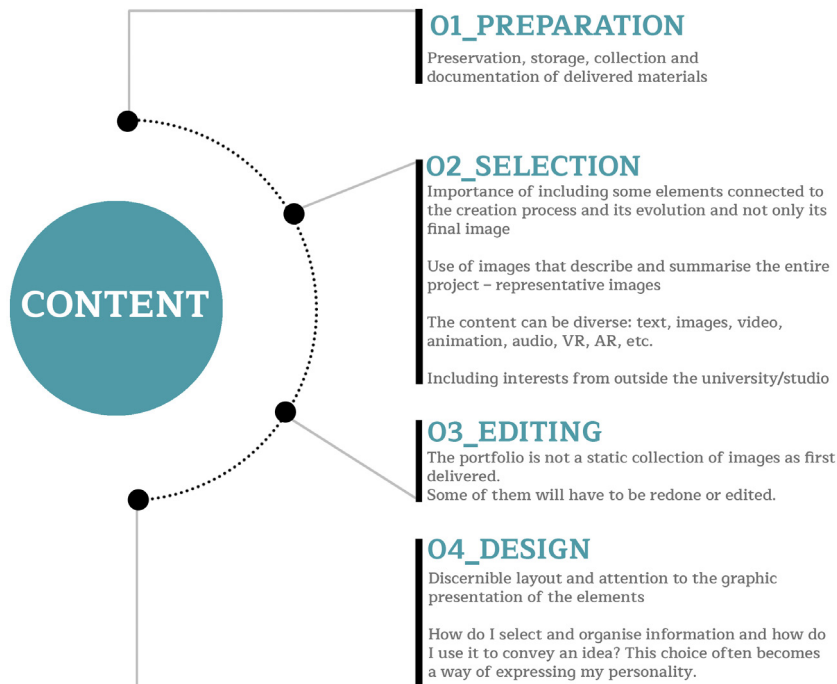 01_PREPARATION
Preservation, storage, collection and
documentation of delivered materials
02_SELECTION
Importance of including some elements connected to
the creation process and its evolution and not only its
final image
Use of images that describe and summarise the entire
project – representative images
The content can be diverse: text, images, video,
animation, audio, VR, AR, etc.
Including interests from outside the university/studio
CONTENT
03_EDITING
The portfolio is not a static collection of images as first
delivered.
Some of them will have to be redone or edited.
04_DESIGN
Discernible layout and attention to the graphic
presentation of the elements
How do I select and organise information and how do
I use it to convey an idea? This choice often becomes
a way of expressing my personality.